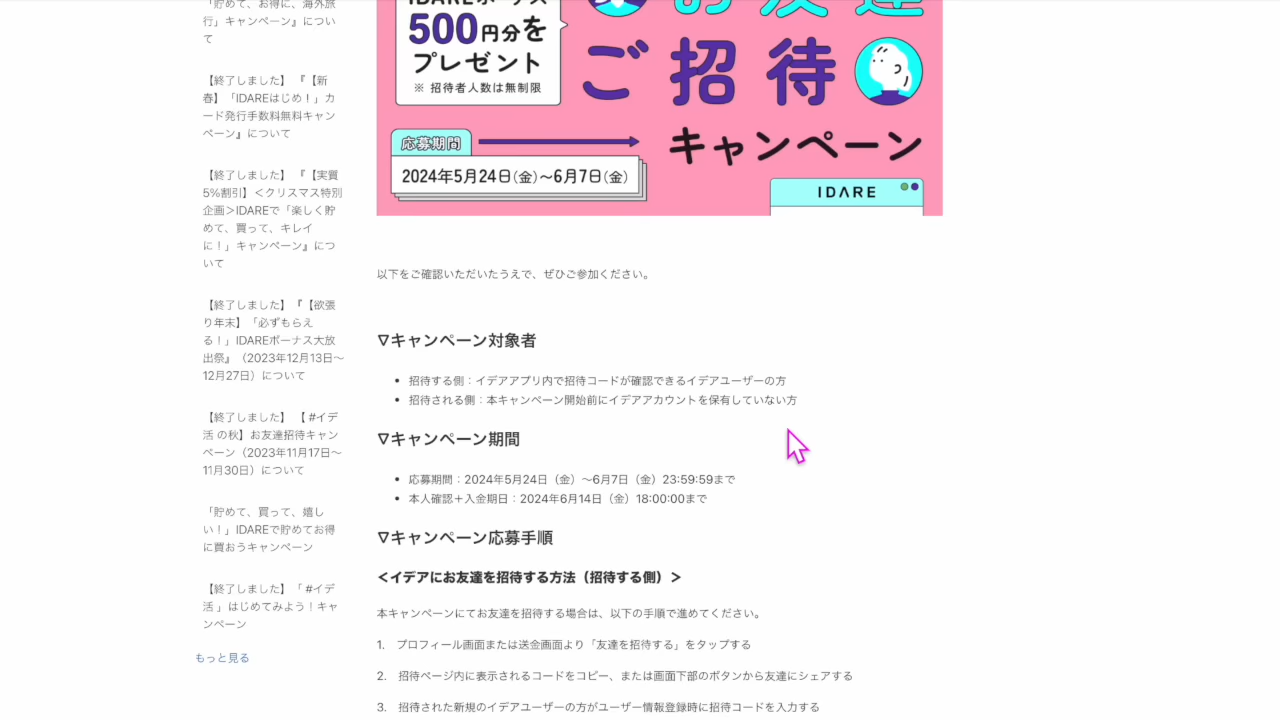 「貯めて、お得に、海外旅
行」キャンペーン』につい
て
【終了しました】『【新
春】「IDAREはじめ！」カ
ード発行手数料無料キャン
ペーン』について
【終了しました】『【実質
5%割引】＜クリスマス特別
企画＞IDAREで「楽しく貯
めて、買って、キレイ
に！」キャンペーン』につ
いて
【終了しました】『【欲張
り年末】「必ずもらえ
る！」IDAREボーナス大放
出祭』（2023年12月13日～
12月27日）について
【終了しました】【 #イデ
活 の秋】お友達招待キャン
ペーン（2023年11月17日～
11月30日）について
「貯めて、買って、嬉し
い！」IDAREで貯めてお得
に買おうキャンペーン
【終了しました】「 #イデ
活 」はじめてみよう！キャ
ンペーン
もっと見る
IDAREボーナス
500円分を
プレゼント
※ 招待者人数は無制限
お友達
ご招待
キャンペーン
応募期間
2024年5月24日(金)～6月7日(金)
IDARE
以下をご確認いただいたうえで、ぜひご参加ください。
▽キャンペーン対象者
• 招待する側：イデアアプリ内で招待コードが確認できるイデアユーザーの方
• 招待される側：本キャンペーン開始前にイデアアカウントを保有していない方
▽キャンペーン期間
• 応募期間：2024年5月24日（金）～6月7日（金）23:59:59まで
• 本人確認＋入金期日：2024年6月14日（金）18:00:00まで
▽キャンペーン応募手順
＜イデアにお友達を招待する方法（招待する側）＞
本キャンペーンにてお友達を招待する場合は、以下の手順で進めてください。
1. プロフィール画面または送金画面より「友達を招待する」をタップする
2. 招待ページ内に表示されるコードをコピー、または画面下部のボタンから友達にシェアする
3. 招待された新規のイデアユーザーの方がユーザー情報登録時に招待コードを入力する